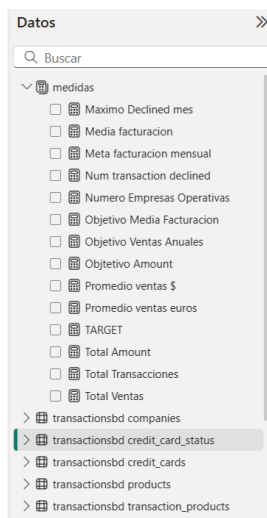 Datos
Buscar
medidas
Maximo Declined mes
Media facturacion
Meta facturacion mensual
Num transaction declined
Numero Empresas Operativas
Objetivo Media Facturacion
Objetivo Ventas Anuales
Objtetivo Amount
Promedio ventas $
Promedio ventas euros
TARGET
Total Amount
Total Transacciones
Total Ventas
transactionsbd companies
transactionsbd credit_card_status
transactionsbd credit_cards
transactionsbd products
transactionsbd transaction_products